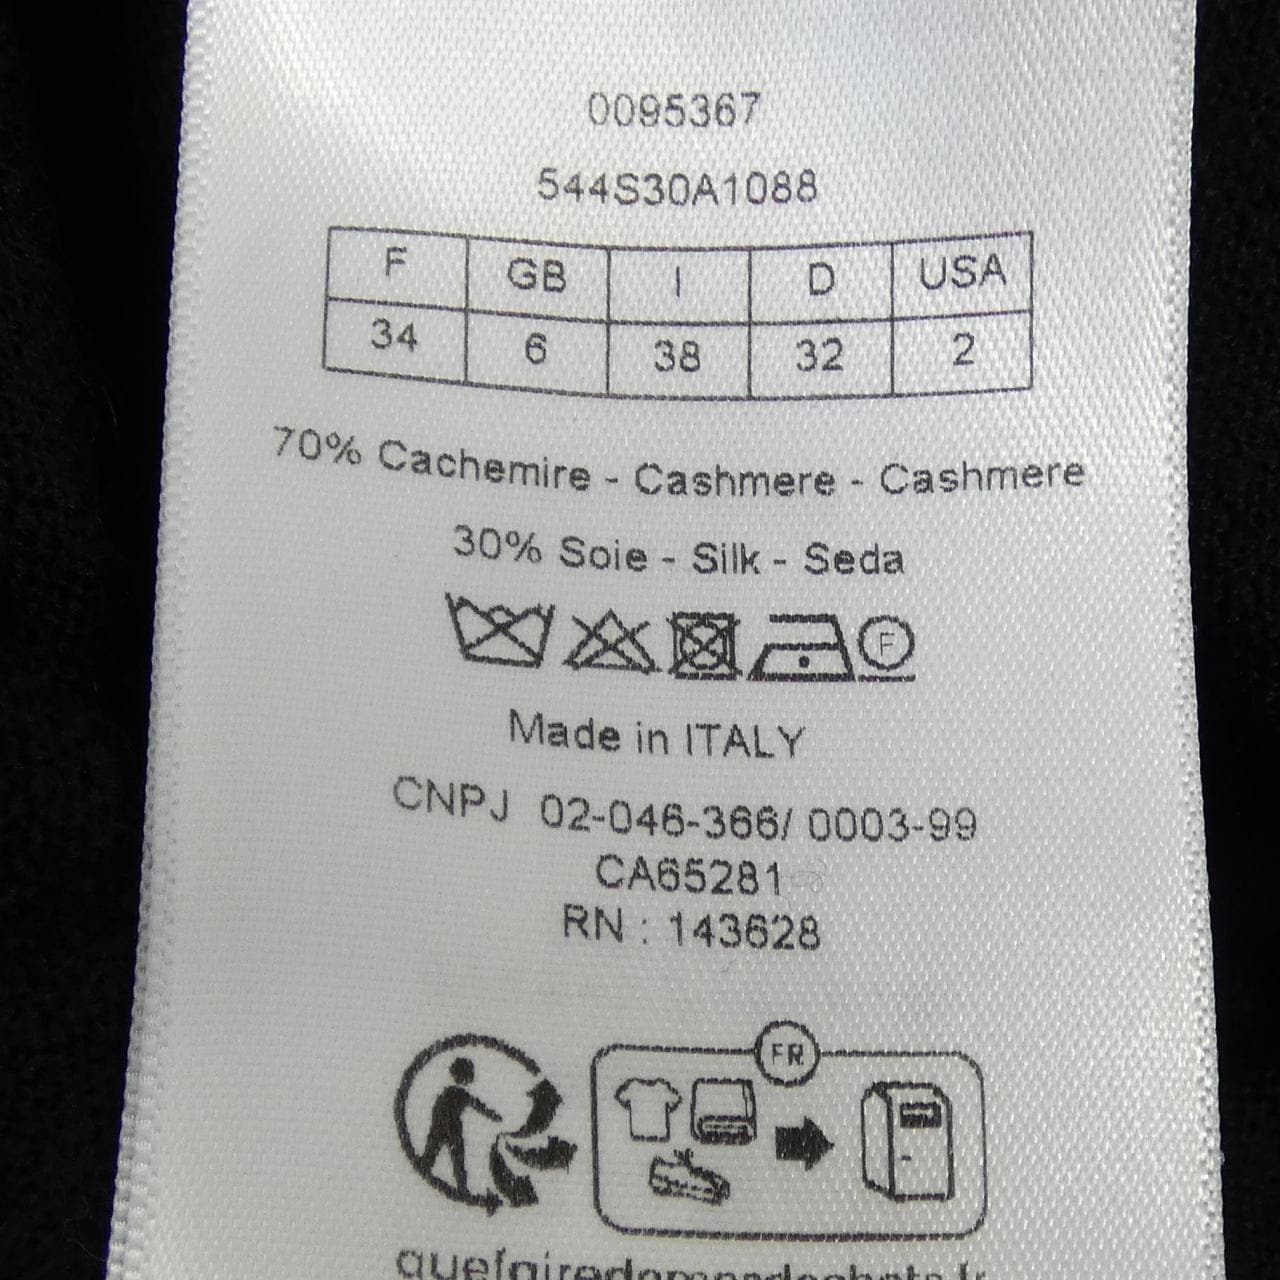 0095367
544S30A1088
F GB I D USA
34 6 38 32 2
70% Cachemire - Cashmere - Cashmere
30% Soie - Silk - Seda
F
Made in ITALY
CNPJ 02-046-366/ 0003-99
CA65281
RN : 143628
FR